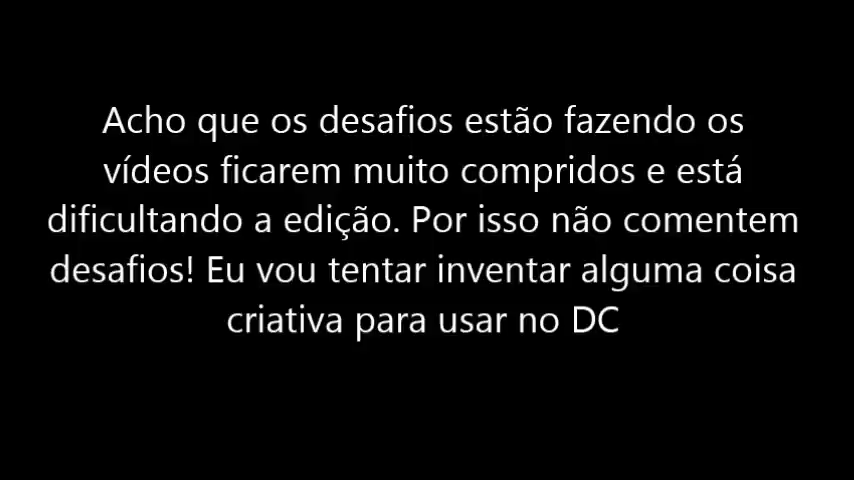 Acho que os desafios estão fazendo os
vídeos ficarem muito compridos e está
dificultando a edição. Por isso não comentem
desafios! Eu vou tentar inventar alguma coisa
criativa para usar no DC